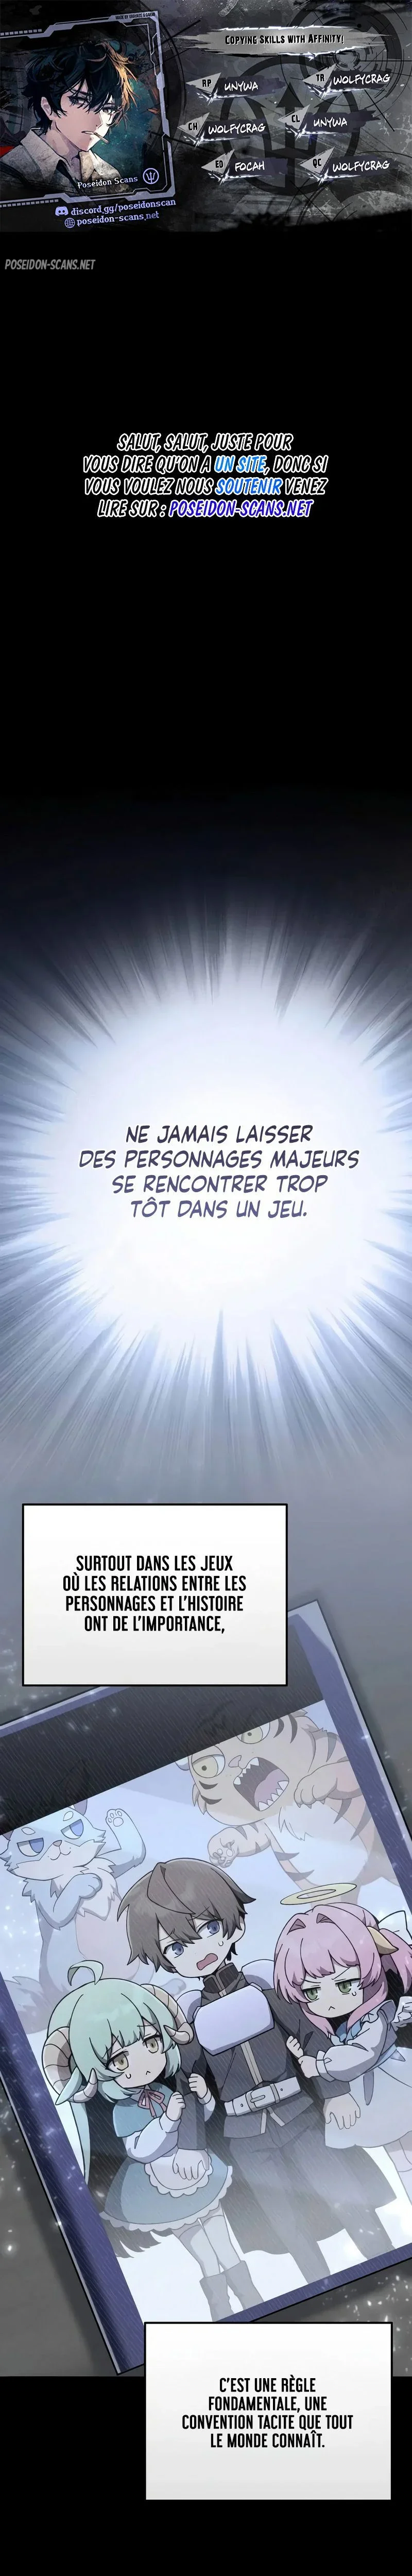 COPYING SKILLS WITH AFFINITY!
RP UNYWA
TR WOLFYCRAG
CH WOLFYCRAG
CL UNYWA
ED FOCAH
QC WOLFYCRAG
Poseidon Scans
discord.gg/poseidonscan
poseidon-scans.net
POSEIDON-SCANS.NET
SALUT, SALUT, JUSTE POUR
VOUS DIRE QU'ON A UN SITE, DONC SI
VOUS VOULEZ NOUS SOUTENIR VENEZ
LIRE SUR : POSEIDON-SCANS.NET
NE JAMAIS LAISSER
DES PERSONNAGES MAJEURS
SE RENCONTRER TROP
TÔT DANS UN JEU.
SURTOUT DANS LES JEUX
OÙ LES RELATIONS ENTRE LES
PERSONNAGES ET L'HISTOIRE
ONT DE L'IMPORTANCE,
C'EST UNE RÈGLE
FONDAMENTALE, UNE
CONVENTION TACITE QUE TOUT
LE MONDE CONNAÎT.